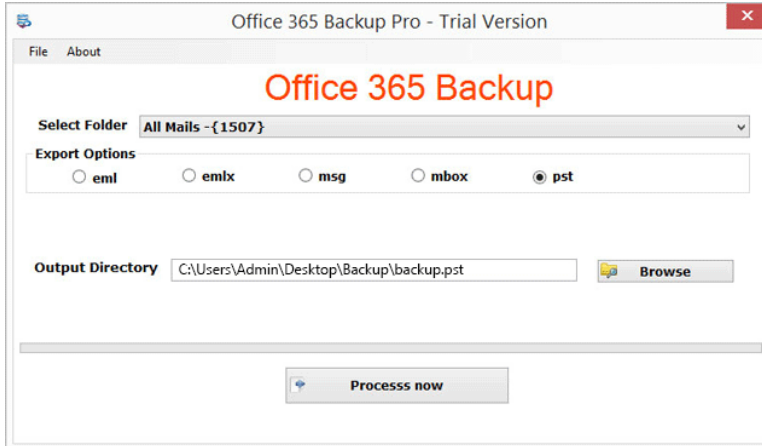 Office 365 Backup Pro - Trial Version
File About
Office 365 Backup
Select Folder All Mails -{1507}
Export Options
eml emlx msg mbox pst
Output Directory C:\Users\Admin\Desktop\Backup\backup.pst Browse
Processs now